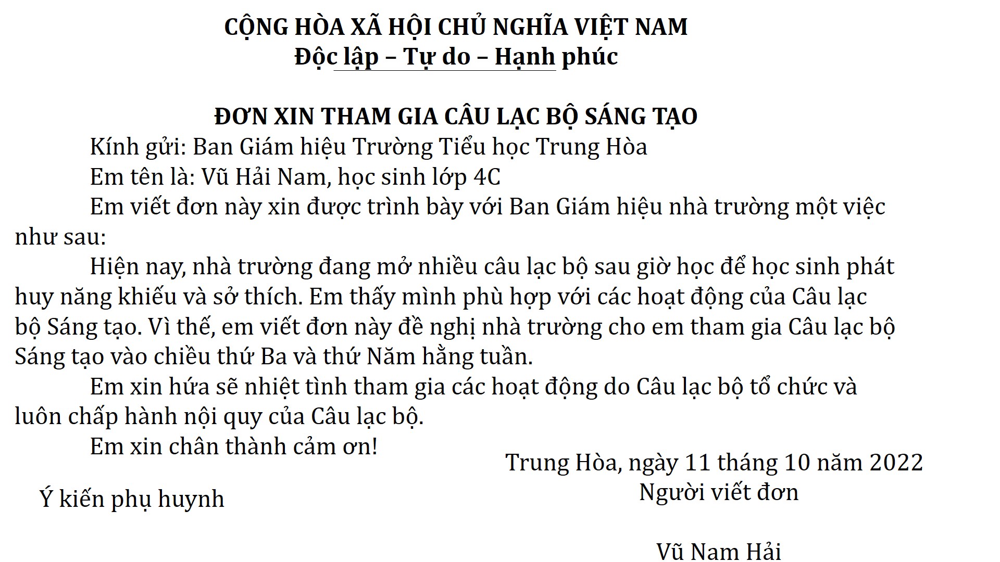 CỘNG HÒA XÃ HỘI CHỦ NGHĨA VIỆT NAM
Độc lập – Tự do – Hạnh phúc
ĐƠN XIN THAM GIA CÂU LẠC BỘ SÁNG TẠO
Kính gửi: Ban Giám hiệu Trường Tiểu học Trung Hòa
Em tên là: Vũ Hải Nam, học sinh lớp 4C
Em viết đơn này xin được trình bày với Ban Giám hiệu nhà trường một việc
như sau:
Hiện nay, nhà trường đang mở nhiều câu lạc bộ sau giờ học để học sinh phát
huy năng khiếu và sở thích. Em thấy mình phù hợp với các hoạt động của Câu lạc
bộ Sáng tạo. Vì thế, em viết đơn này đề nghị nhà trường cho em tham gia Câu lạc bộ
Sáng tạo vào chiều thứ Ba và thứ Năm hằng tuần.
Em xin hứa sẽ nhiệt tình tham gia các hoạt động do Câu lạc bộ tổ chức và
luôn chấp hành nội quy của Câu lạc bộ.
Em xin chân thành cảm ơn!
Trung Hòa, ngày 11 tháng 10 năm 2022
Người viết đơn
Ý kiến phụ huynh
Vũ Nam Hải